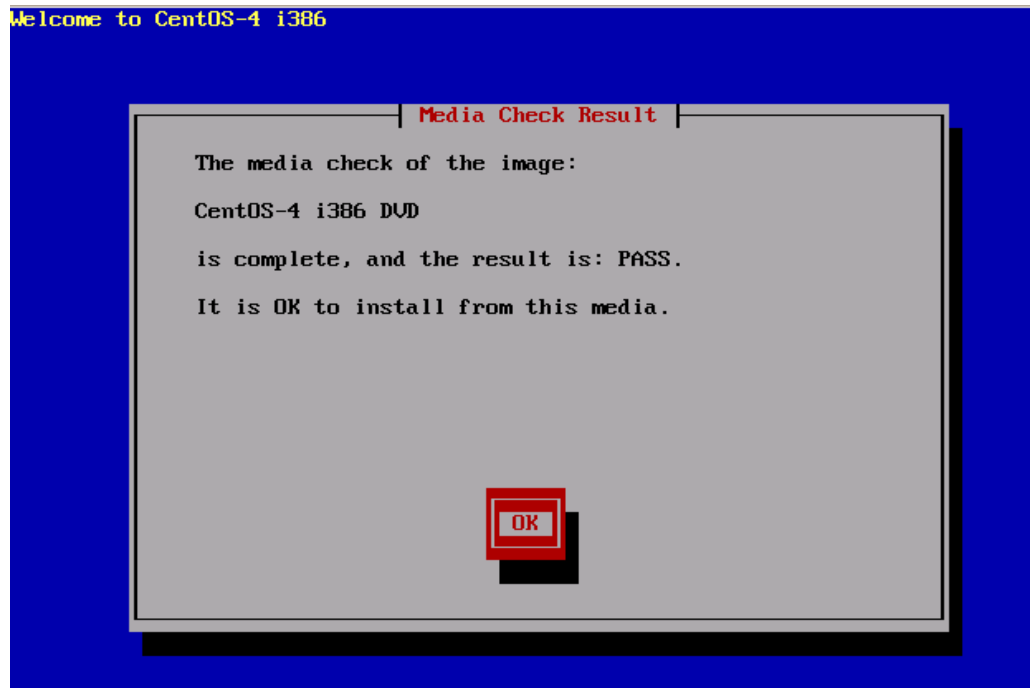 Welcome to CentOS-4 i386
Media Check Result
The media check of the image:
CentOS-4 i386 DVD
is complete, and the result is: PASS.
It is OK to install from this media.
OK